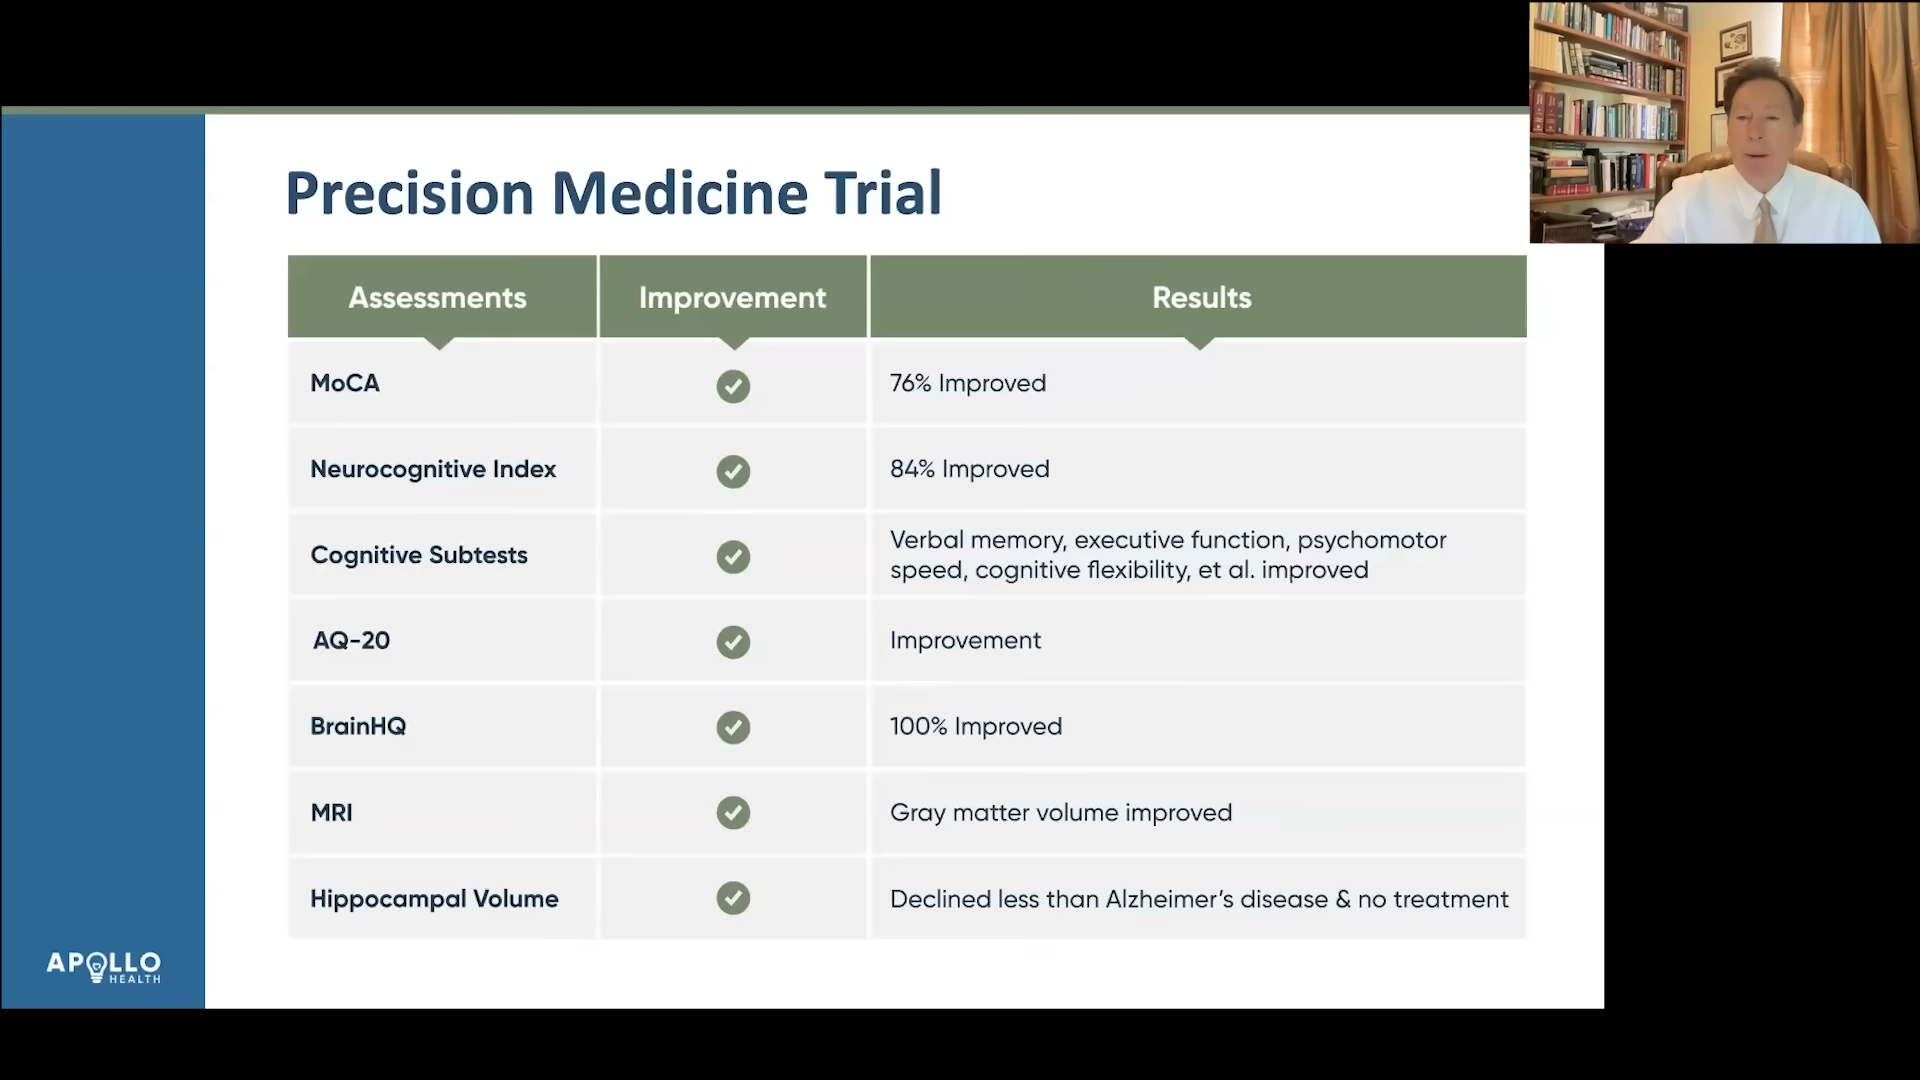 Precision Medicine Trial
Assessments
Improvement
Results
MoCA
76% Improved
Neurocognitive Index
84% Improved
Cognitive Subtests
Verbal memory, executive function, psychomotor
speed, cognitive flexibility, et al. improved
AQ-20
Improvement
BrainHQ
100% Improved
MRI
Gray matter volume improved
Hippocampal Volume
Declined less than Alzheimer's disease & no treatment
APOLLO
HEALTH